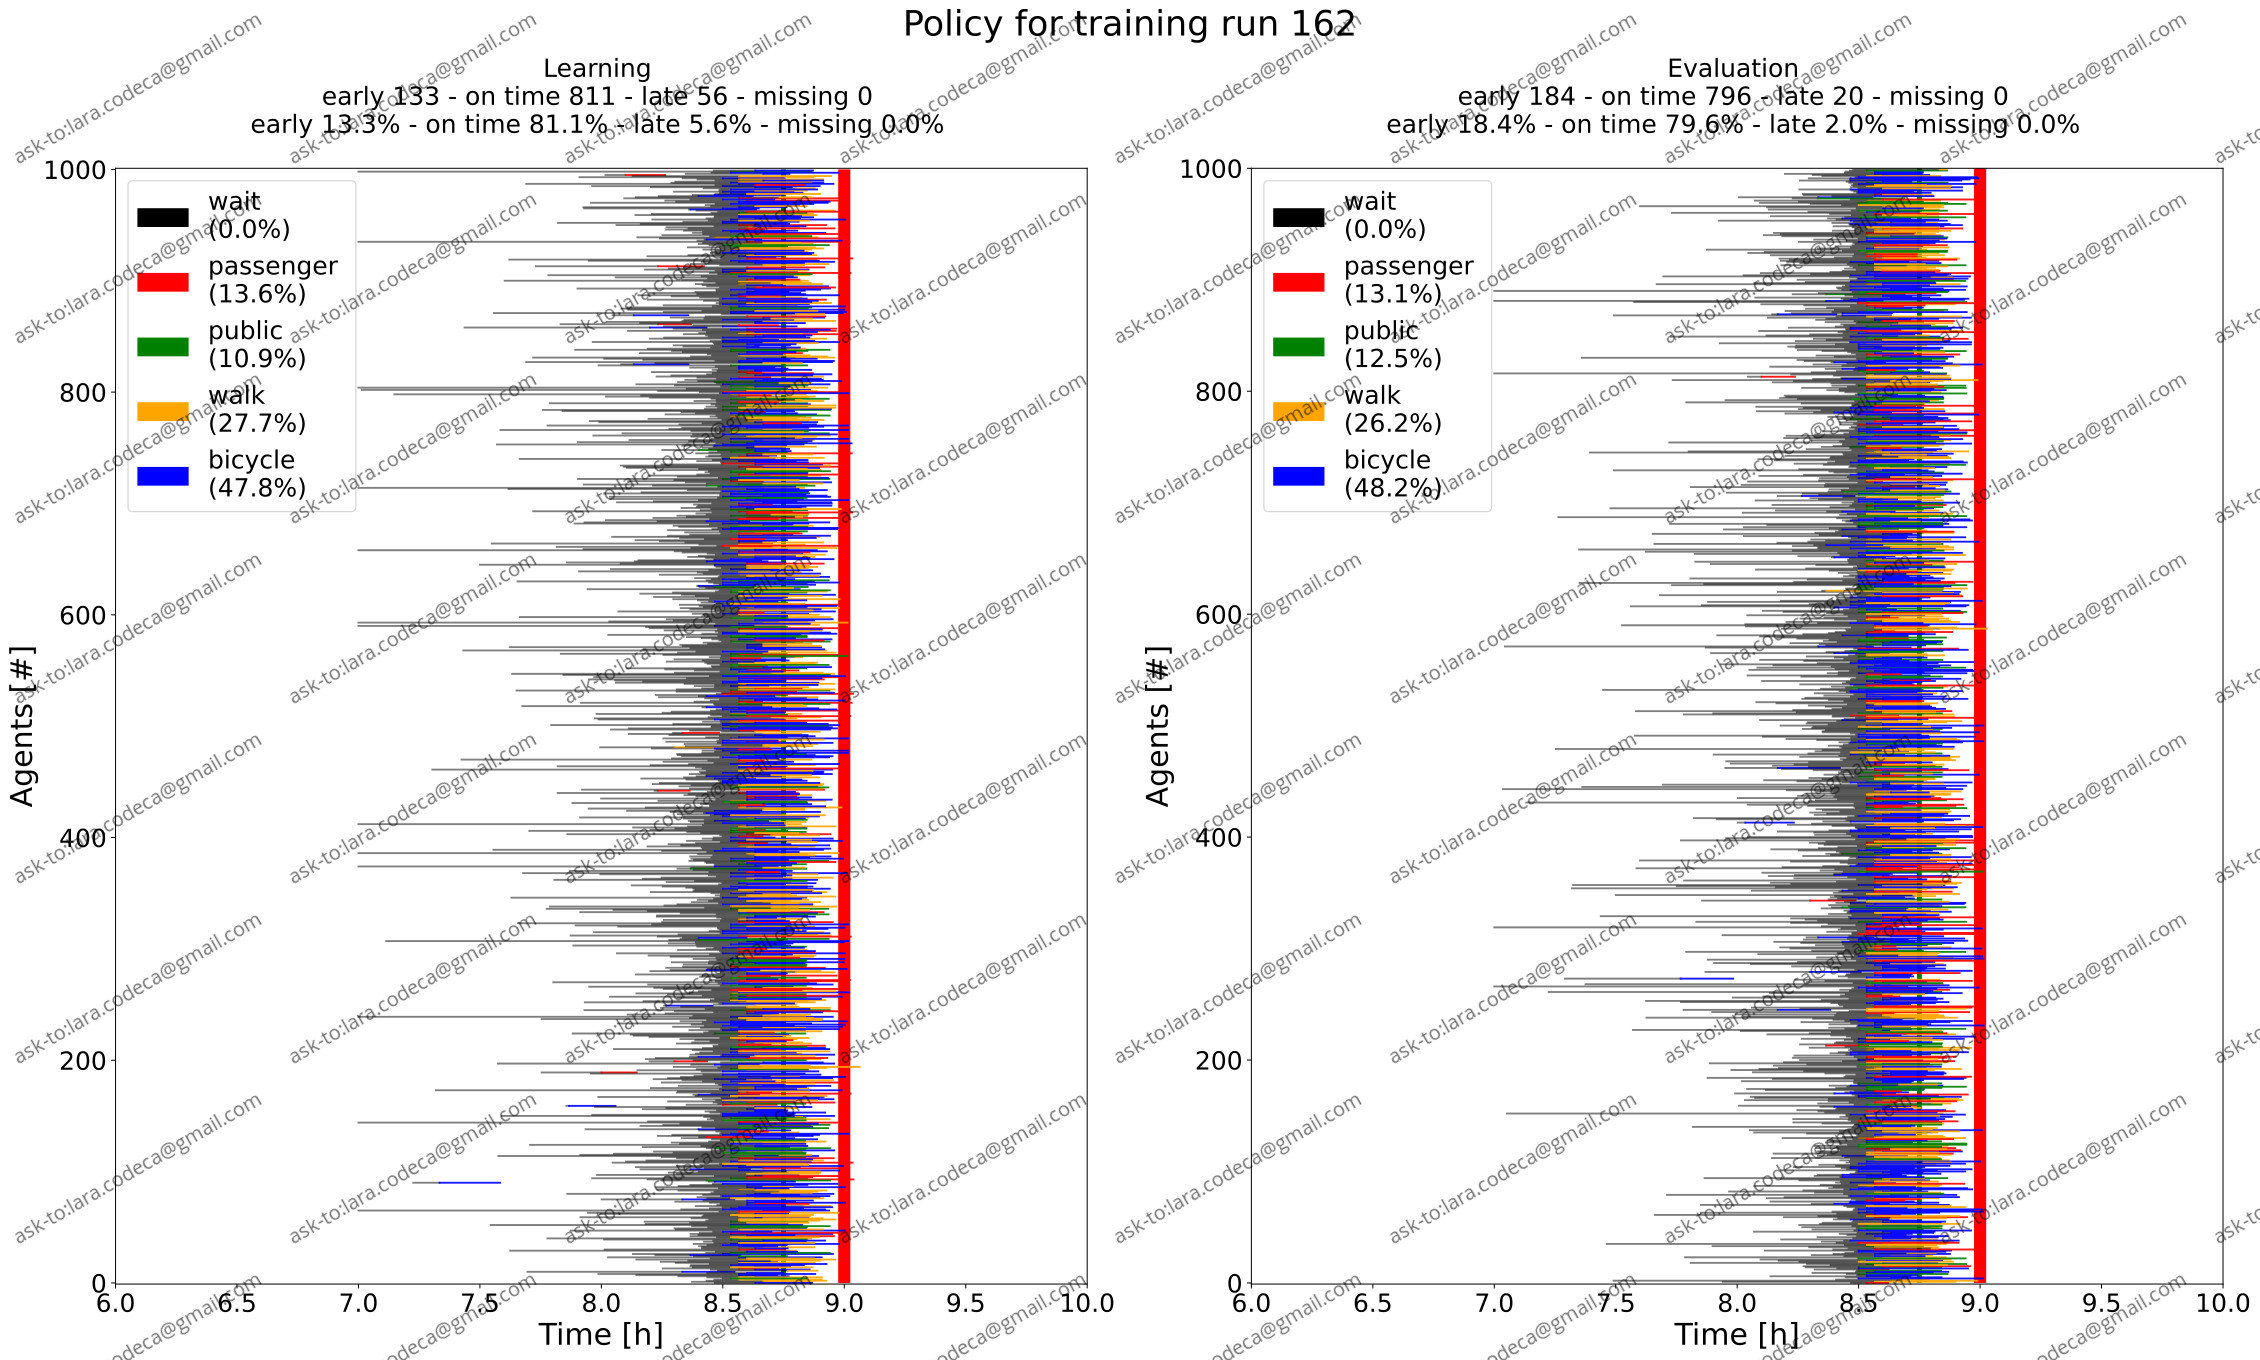 Policy for training run 162
Learning
early 133 - on time 811 - late 56 - missing 0
early 13.3% - on time 81.1% - late 5.6% - missing 0.0%
1000
800
600
400
200
0
Agents [#]
wait
(0.0%)
passenger
(13.6%)
public
(10.9%)
walk
(27.7%)
bicycle
(47.8%)
6.0 6.5 7.0 7.5 8.0 8.5 9.0 9.5 10.0
Time [h]
Evaluation
early 184 - on time 796 - late 20 - missing 0
early 18.4% - on time 79.6% - late 2.0% - missing 0.0%
1000
800
600
400
200
0
Agents [#]
wait
(0.0%)
passenger
(13.1%)
public
(12.5%)
walk
(26.2%)
bicycle
(48.2%)
6.0 6.5 7.0 7.5 8.0 8.5 9.0 9.5 10.0
Time [h]
ask-to:lara.codeca@gmail.com